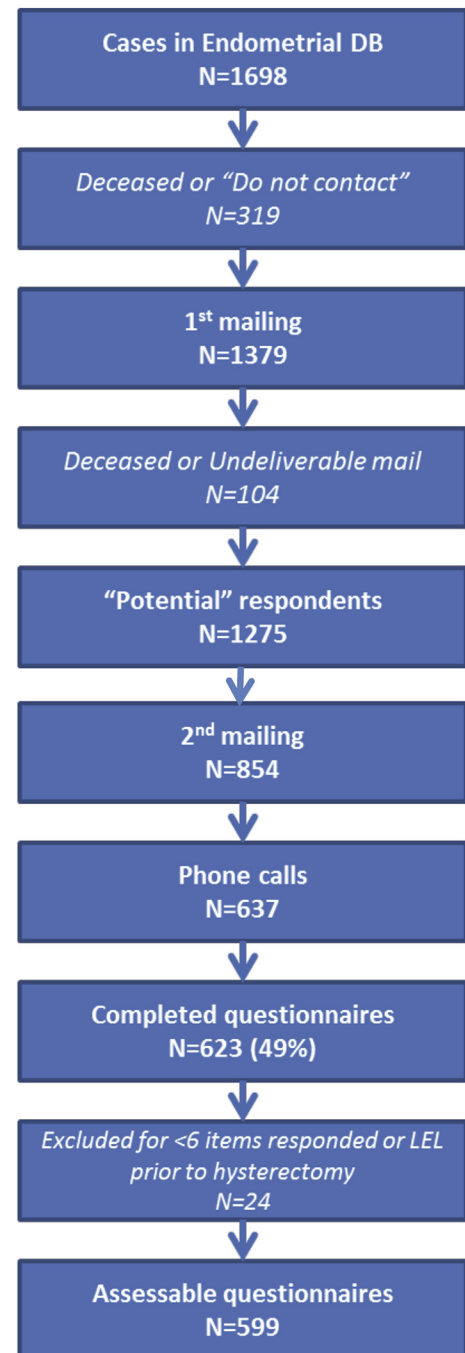 Cases in Endometrial DB
N=1698
Deceased or “Do not contact”
N=319
1st mailing
N=1379
Deceased or Undeliverable mail
N=104
“Potential” respondents
N=1275
2nd mailing
N=854
Phone calls
N=637
Completed questionnaires
N=623 (49%)
Excluded for <6 items responded or LEL
prior to hysterectomy
N=24
Assessable questionnaires
N=599